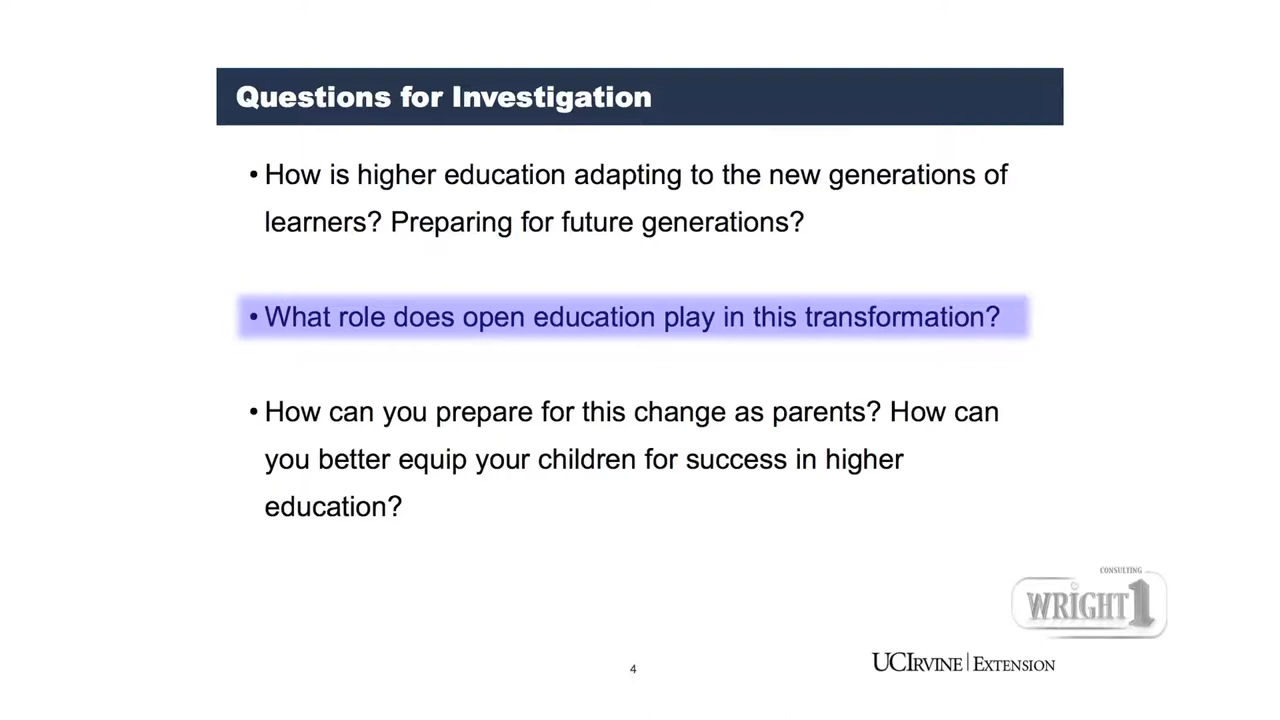 Questions for Investigation
• How is higher education adapting to the new generations of
learners? Preparing for future generations?
• What role does open education play in this transformation?
• How can you prepare for this change as parents? How can
you better equip your children for success in higher
education?
CONSULTING
WRIGHT1
4
UCIRVINE | EXTENSION